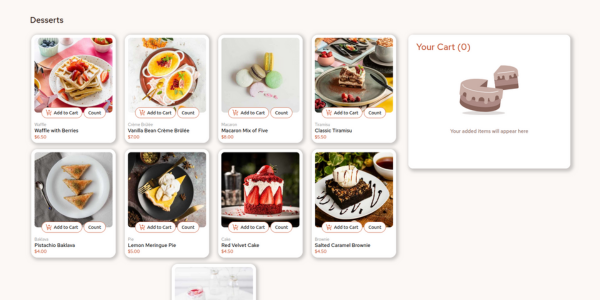 Desserts
Your Cart (0)
Add to Cart Count
Add to Cart Count
Add to Cart Count
Add to Cart Count
Waffle
Crème Brûlée
Macaron
Tiramisu
Waffle with Berries
Vanilla Bean Crème Brûlée
Macaron Mix of Five
Classic Tiramisu
$6.50
$7.00
$8.00
$5.50
Your added items will appear here
Add to Cart Count
Add to Cart Count
Add to Cart Count
Add to Cart Count
Baklava
Pie
Cake
Brownie
Pistachio Baklava
Lemon Meringue Pie
Red Velvet Cake
Salted Caramel Brownie
$4.00
$5.00
$4.50
$4.50